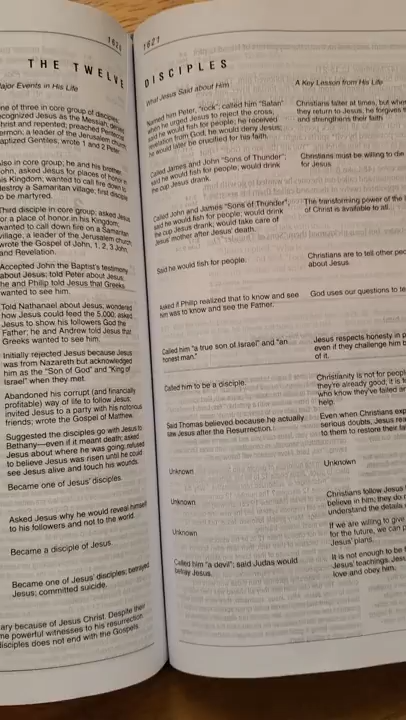 1620
THE TWELVE
Major Events in His Life
One of three in core group of disciples;
recognized Jesus as the Messiah; denied
Christ and repented; preached Pentecost
sermon; a leader of the Jerusalem church;
baptized Gentiles; wrote 1 and 2 Peter.
Also in core group; he and his brother,
John, asked Jesus for places of honor in
his Kingdom; wanted to call fire down to
destroy a Samaritan village; first disciple
to be martyred.
Third disciple in core group; asked Jesus
for a place of honor in his Kingdom;
wanted to call down fire on a Samaritan
village; a leader of the Jerusalem church;
wrote the Gospel of John, 1, 2, 3 John,
and Revelation.
Accepted John the Baptist's testimony
about Jesus; told Peter about Jesus;
he and Philip told Jesus that Greeks
wanted to see him.
Told Nathanael about Jesus; wondered
how Jesus could feed the 5,000; asked
Jesus to show his followers God the
Father; he and Andrew told Jesus that
Greeks wanted to see him.
Initially rejected Jesus because Jesus
was from Nazareth but acknowledged
him as the "Son of God" and "King of
Israel" when they met.
Abandoned his corrupt (and financially
profitable) way of life to follow Jesus;
invited Jesus to a party with his notorious
friends; wrote the Gospel of Matthew.
Suggested the disciples go with Jesus to
Bethany—even if it meant death; asked
Jesus about where he was going; refused
to believe Jesus was risen until he could
see Jesus alive and touch his wounds.
Became one of Jesus' disciples.
Asked Jesus why he would reveal himself
to his followers and not to the world.
Became a disciple of Jesus.
Became one of Jesus' disciples; betrayed
Jesus; committed suicide.
ary because of Jesus Christ. Despite their
me powerful witnesses to his resurrection.
disciples does not end with the Gospels.
1621
DISCIPLES
What Jesus Said about Him
Named him Peter, "rock"; called him "Satan"
when he urged Jesus to reject the cross;
said he would fish for people; he received
revelation from God; he would deny Jesus;
he would later be crucified for his faith.
Called James and John "Sons of Thunder";
said he would fish for people; would drink
the cup Jesus drank.
Called John and James "Sons of Thunder";
said he would fish for people; would drink
the cup Jesus drank; would take care of
Jesus' mother after Jesus' death.
Said he would fish for people.
Asked if Philip realized that to know and see
him was to know and see the Father.
Called him "a true son of Israel" and "an
honest man."
Called him to be a disciple.
Said Thomas believed because he actually
saw Jesus after the Resurrection.
Unknown
Unknown
Unknown
Called him "a devil"; said Judas would
betray Jesus.
A Key Lesson from His Life
Christians falter at times, but when
they return to Jesus, he forgives
and strengthens their faith
Christians must be willing to die
for Jesus.
The transforming power of the
of Christ is available to all.
Christians are to tell other
about Jesus.
God uses our questions to
Jesus respects honesty in
even if they challenge him
of it.
Christianity is not for
they're already good; it is
who know they've failed
help.
Even when Christians
serious doubts, Jesus
to them to restore their
Unknown
Christians follow Jesus
believe in him; they do
understand the details
If we are willing to give
for the future, we can
Jesus' plans.
It is not enough to be
Jesus' teachings.
love and obey him.